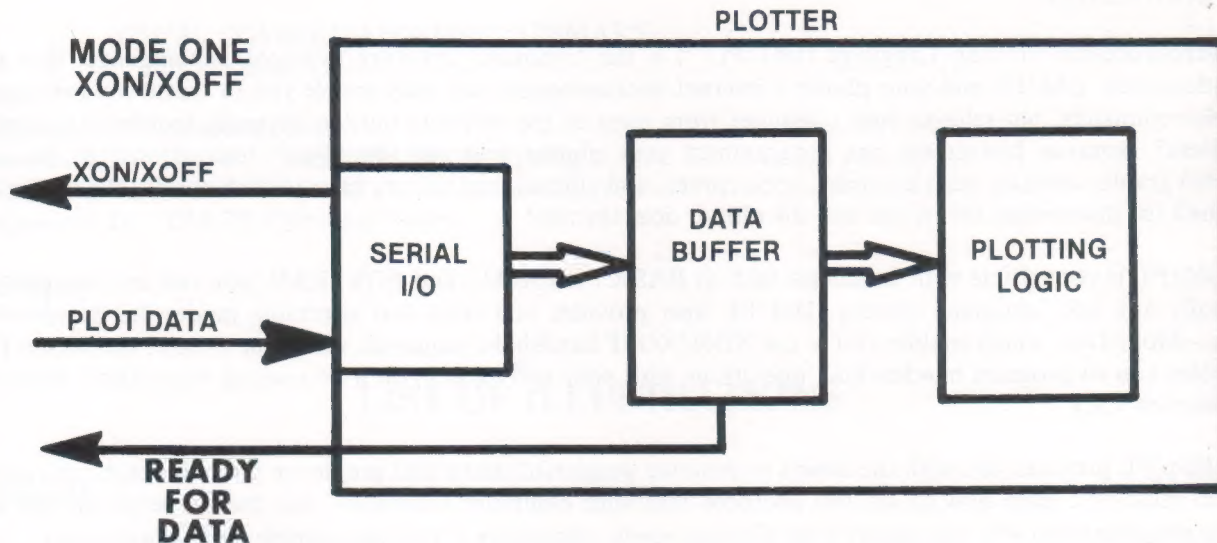 PLOTTER
MODE ONE
XON/XOFF
XON/XOFF
SERIAL
I/O
DATA
BUFFER
PLOTTING
LOGIC
PLOT DATA
READY
FOR
DATA